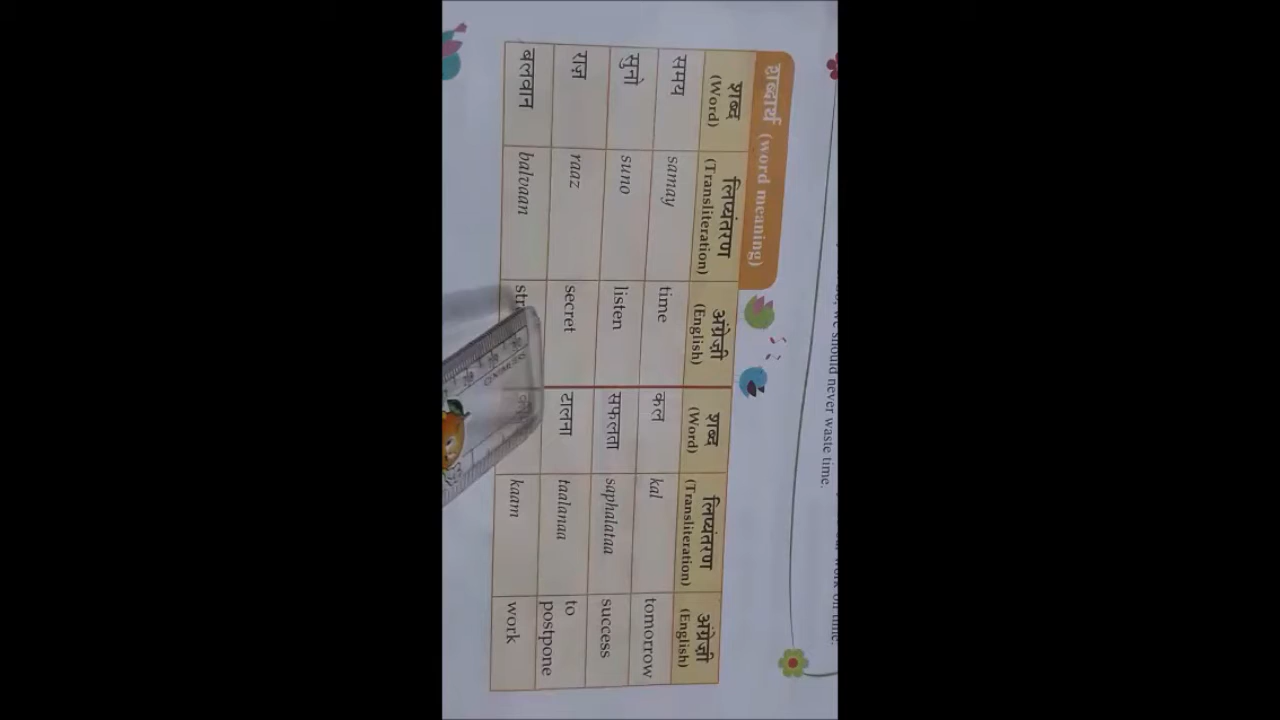 should never waste time.
शब्दार्थ (word meaning)
शब्द (Word) लिप्यंतरण (Transliteration) अंग्रेज़ी (English) शब्द (Word) लिप्यंतरण (Transliteration) अंग्रेज़ी (English)
समय samay time कल kal tomorrow
सुनो suno listen सफलता saphalataa success
राज़ raaz secret टालना taalanaa to postpone
बलवान balvaan kaam work